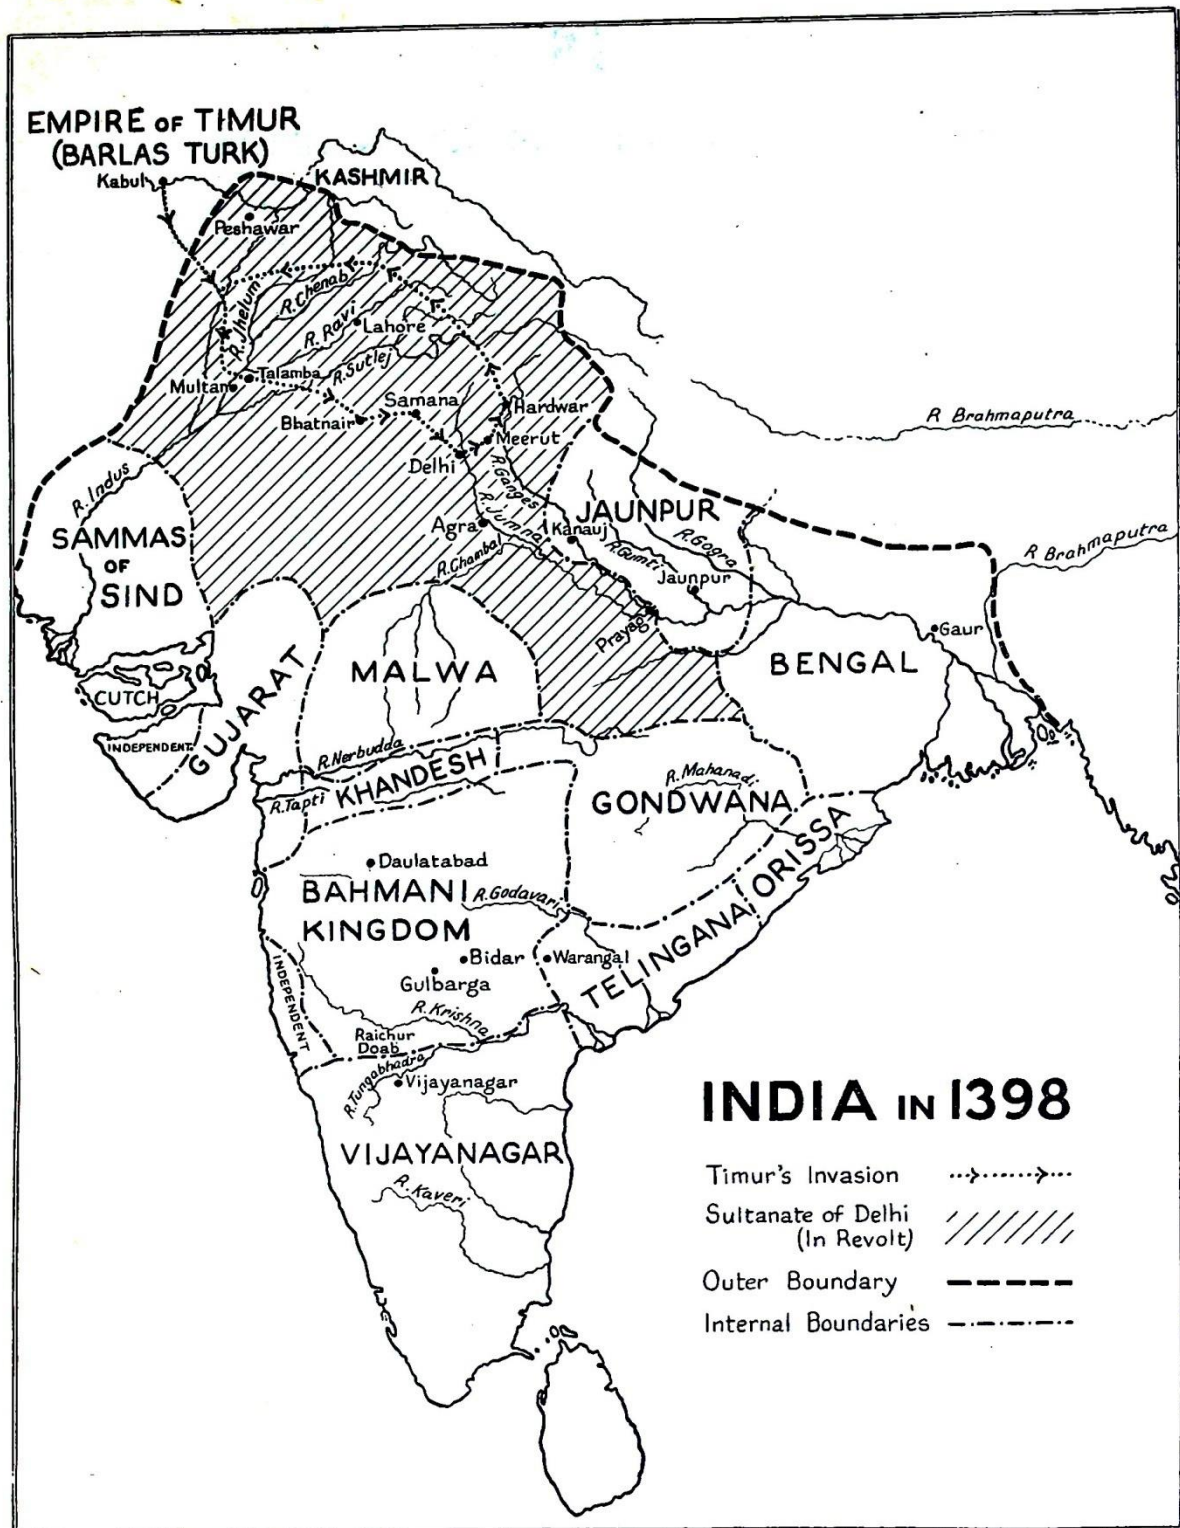 EMPIRE OF TIMUR
(BARLAS TURK)
Kabul
KASHMIR
Peshawar
R. Jhelum
R. Chenab
R. Ravi
Lahore
R. Sutlej
Multan
Talamba
Bhatnair
Samana
Hardwar
Meerut
Delhi
R. Ganges
R. Jumna
R Brahmaputra
R Brahmaputra
R. Indus
SAMMAS
OF
SIND
Agra
Kanauj
JAUNPUR
R. Gumti
R. Gogra
Jaunpur
R. Chambal
Prayag
Gaur
BENGAL
CUTCH
INDEPENDENT
GUJARAT
MALWA
R. Nerbudda
KHANDESH
R. Tapti
R. Mahanadi
GONDWANA
ORISSA
Daulatabad
BAHMANI
KINGDOM
R. Godavari
TELINGANA
Bidar
Warangal
Gulbarga
INDEPENDENT
R. Krishna
Raichur
Doab
R. Tungabhadra
Vijayanagar
VIJAYANAGAR
R. Kaveri
INDIA IN 1398
Timur's Invasion
Sultanate of Delhi
(In Revolt)
Outer Boundary
Internal Boundaries